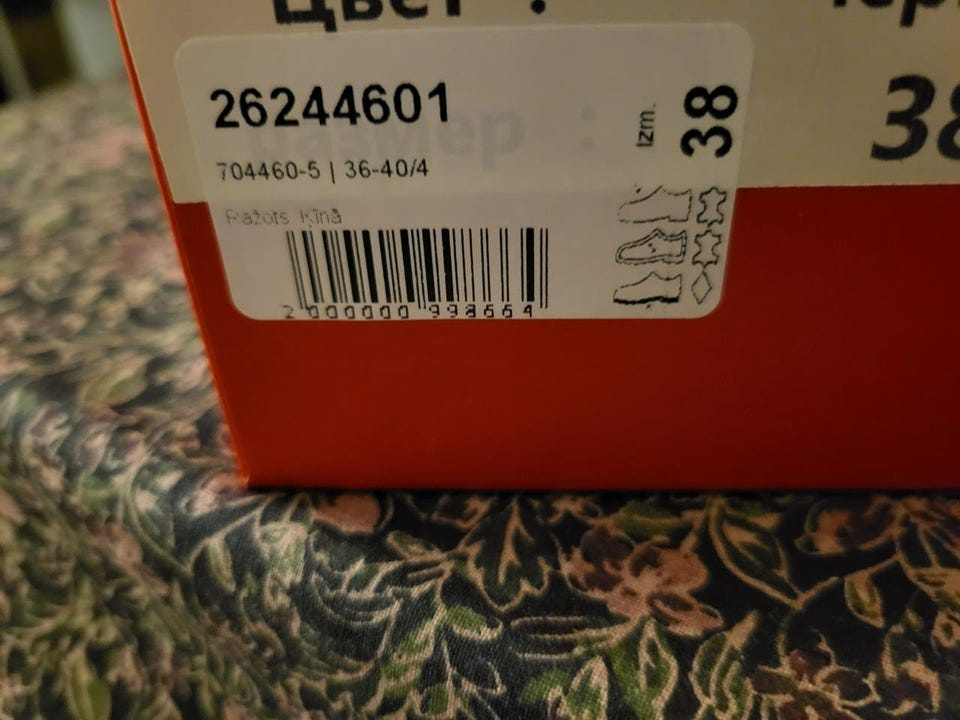 Цвет :
26244601
Размер :
Izm. 38
38
704460-5 | 36-40/4
Ražots Ķīnā
2 000000 998664